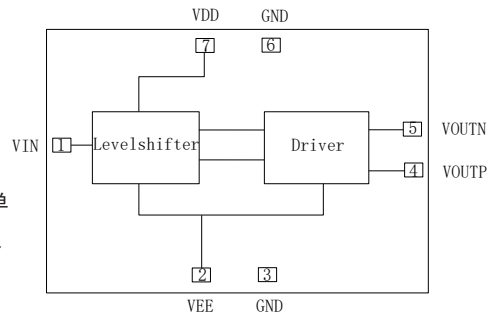 VDD GND
7 6
VIN 1 Levelshifter Driver 5 VOUTN
4 VOUTP
2 3
VEE GND